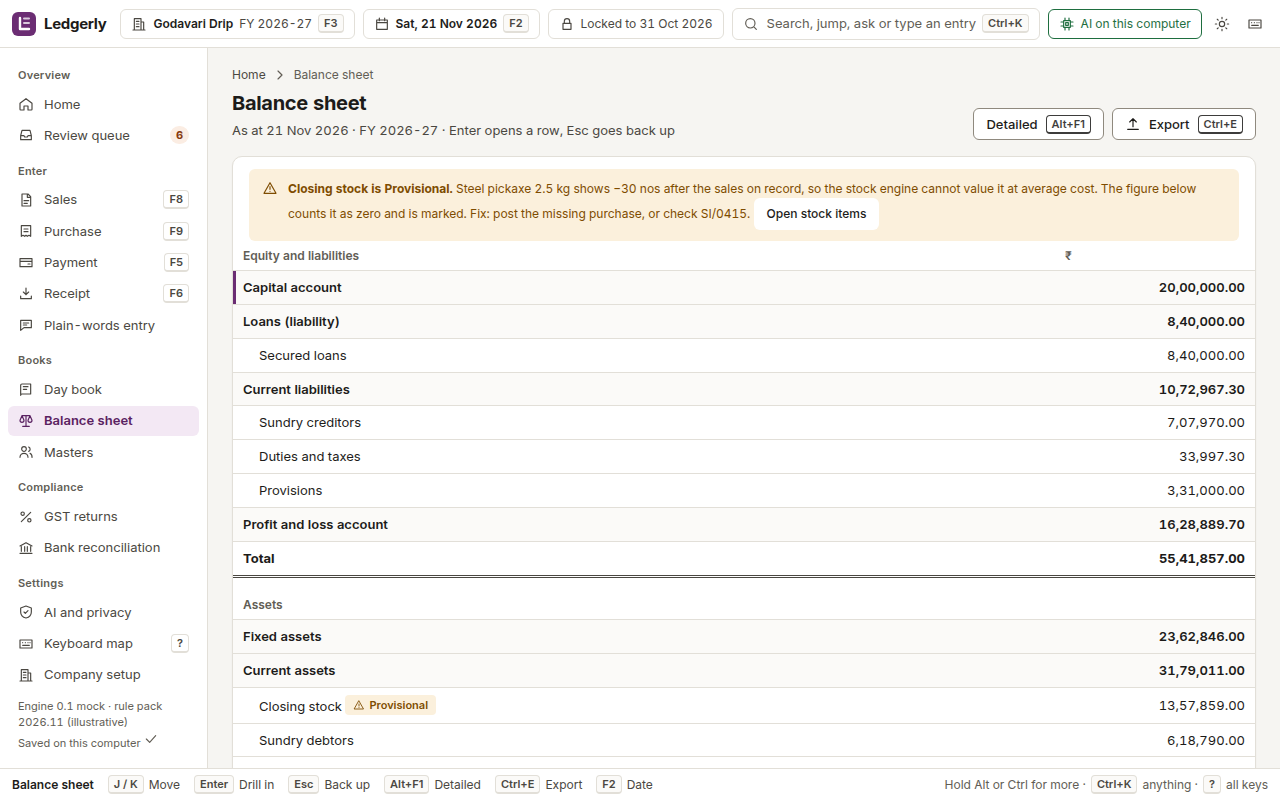 Ledgerly
Godavari Drip FY 2026-27 F3
Sat, 21 Nov 2026 F2
Locked to 31 Oct 2026
Search, jump, ask or type an entry Ctrl+K
AI on this computer
Overview
Home
Review queue 6
Enter
Sales F8
Purchase F9
Payment F5
Receipt F6
Plain-words entry
Books
Day book
Balance sheet
Masters
Compliance
GST returns
Bank reconciliation
Settings
AI and privacy
Keyboard map ?
Company setup
Engine 0.1 mock · rule pack
2026.11 (illustrative)
Saved on this computer
Home > Balance sheet
Balance sheet
As at 21 Nov 2026 · FY 2026-27 · Enter opens a row, Esc goes back up
Detailed Alt+F1
Export Ctrl+E
Closing stock is Provisional. Steel pickaxe 2.5 kg shows −30 nos after the sales on record, so the stock engine cannot value it at average cost. The figure below
counts it as zero and is marked. Fix: post the missing purchase, or check SI/0415. Open stock items
Equity and liabilities ₹
Capital account 20,00,000.00
Loans (liability) 8,40,000.00
Secured loans 8,40,000.00
Current liabilities 10,72,967.30
Sundry creditors 7,07,970.00
Duties and taxes 33,997.30
Provisions 3,31,000.00
Profit and loss account 16,28,889.70
Total 55,41,857.00
Assets
Fixed assets 23,62,846.00
Current assets 31,79,011.00
Closing stock Provisional 13,57,859.00
Sundry debtors 6,18,790.00
Balance sheet J / K Move Enter Drill in Esc Back up Alt+F1 Detailed Ctrl+E Export F2 Date
Hold Alt or Ctrl for more · Ctrl+K anything · ? all keys